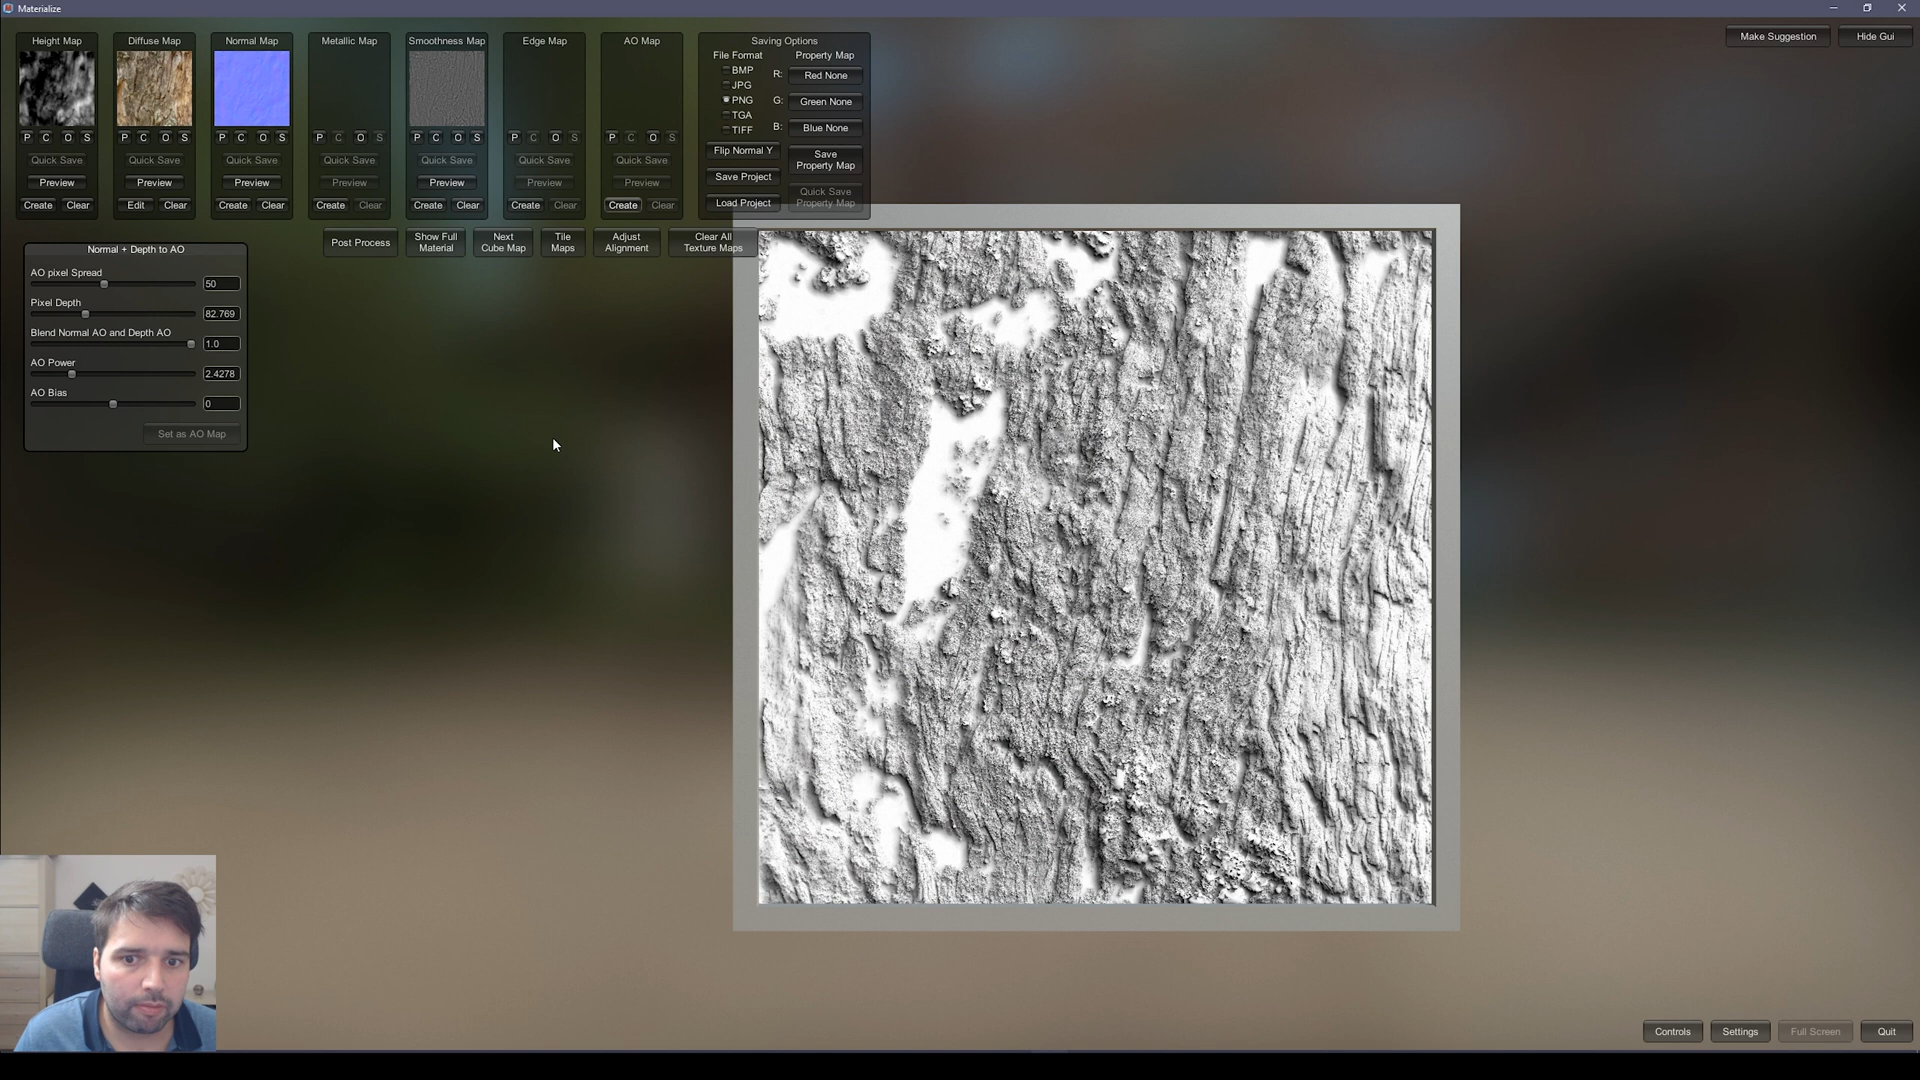 Materialize
Make Suggestion
Hide Gui
Height Map
Diffuse Map
Normal Map
Metallic Map
Smoothness Map
Edge Map
AO Map
Saving Options
File Format
Property Map
BMP
JPG
PNG
TGA
TIFF
R:
Red None
G:
Green None
B:
Blue None
P C O S
P C O S
P C O S
P C O S
P C O S
P C O S
P C O S
Quick Save
Quick Save
Quick Save
Quick Save
Quick Save
Quick Save
Quick Save
Flip Normal Y
Save
Property Map
Preview
Preview
Preview
Preview
Preview
Preview
Preview
Save Project
Create Clear
Edit Clear
Create Clear
Create Clear
Create Clear
Create Clear
Create Clear
Load Project
Quick Save
Property Map
Post Process
Show Full
Material
Next
Cube Map
Tile
Maps
Adjust
Alignment
Clear All
Texture Maps
Normal + Depth to AO
AO pixel Spread
50
Pixel Depth
82.769
Blend Normal AO and Depth AO
1.0
AO Power
2.4278
AO Bias
0
Set as AO Map
Controls
Settings
Full Screen
Quit